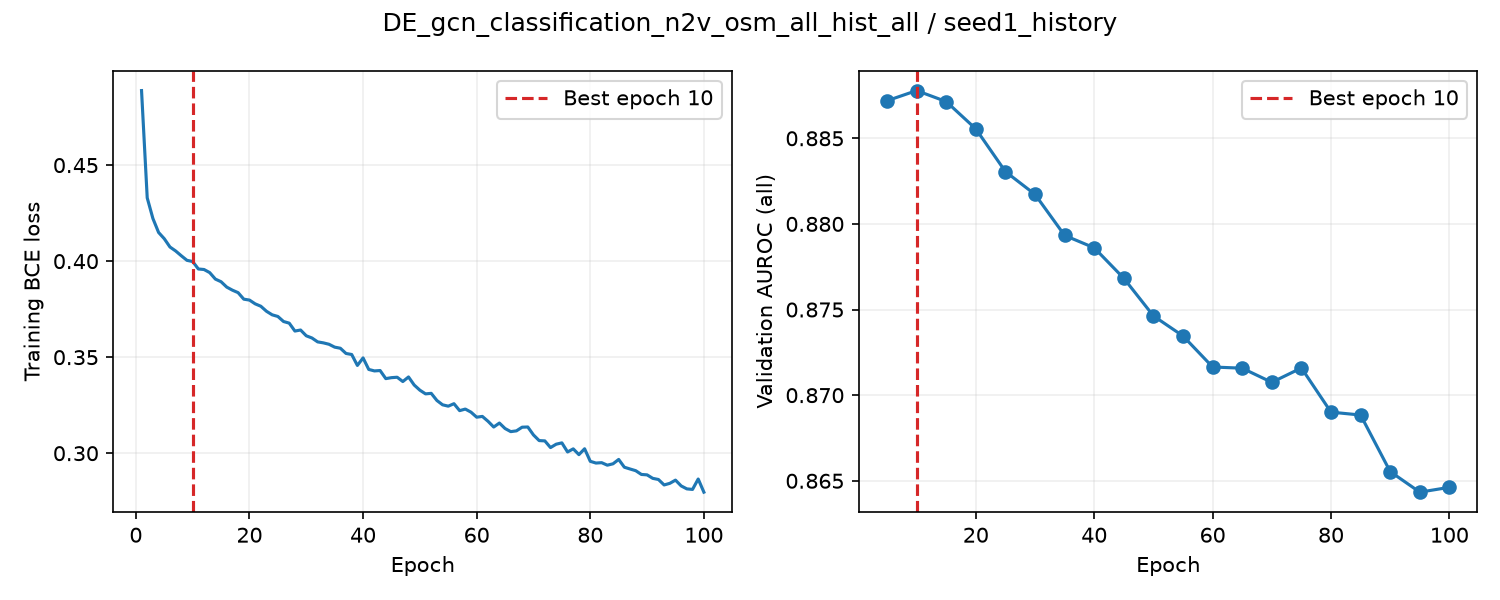 DE_gcn_classification_n2v_osm_all_hist_all / seed1_history
Best epoch 10
Training BCE loss
0.45
0.40
0.35
0.30
0 20 40 60 80 100
Epoch
Best epoch 10
Validation AUROC (all)
0.885
0.880
0.875
0.870
0.865
20 40 60 80 100
Epoch